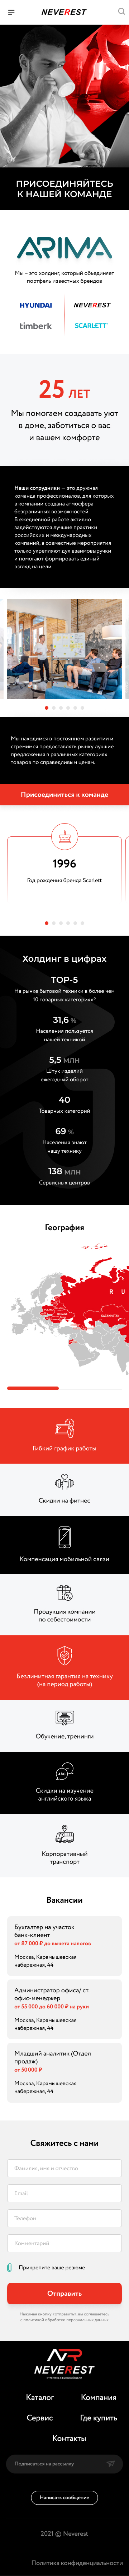 NEVEREST
ПРИСОЕДИНЯЙТЕСЬ
К НАШЕЙ КОМАНДЕ
ARIMA
Мы – это холдинг, который объединяет
портфель известных брендов
HYUNDAI
NEVEREST
timberk
SCARLETT
25 ЛЕТ
Мы помогаем создавать уют
в доме, заботиться о вас
и вашем комфорте
Наши сотрудники — это дружная
команда профессионалов, для которых
в компании создана атмосфера
безграничных возможностей.
В ежедневной работе активно
задействуются лучшие практики
российских и международных
компаний, а совместные мероприятия
только укрепляют дух взаимовыручки
и помогают формировать единый
взгляд на цели.
Мы находимся в постоянном развитии и
стремимся предоставлять рынку лучшие
предложения в различных категориях
товаров по справедливым ценам.
Присоединиться к команде
1996
Год рождения бренда Scarlett
Холдинг в цифрах
TOP-5
На рынке бытовой техники в более чем
10 товарных категориях*
31,6 %
Населения пользуется
нашей техникой
5,5 МЛН
Штук изделий
ежегодный оборот
40
Товарных категорий
69 %
Населения знают
нашу технику
138 МЛН
Сервисных центров
География
R U
Гибкий график работы
Скидки на фитнес
Компенсация мобильной связи
Продукция компании
по себестоимости
Безлимитная гарантия на технику
(на период работы)
Обучение, тренинги
ABC
Скидки на изучение
английского языка
Корпоративный
транспорт
Вакансии
Бухгалтер на участок
банк-клиент
от 87 000 ₽ до вычета налогов
Москва, Карамышевская
набережная, 44
Администратор офиса/ ст.
офис-менеджер
от 55 000 до 60 000 ₽ на руки
Москва, Карамышевская
набережная, 44
Младший аналитик (Отдел
продаж)
от 50 000 ₽
Москва, Карамышевская
набережная, 44
Свяжитесь с нами
Фамилия, имя и отчество
Email
Телефон
Комментарий
Прикрепите ваше резюме
Отправить
Нажимая кнопку «отправить», вы соглашаетесь
с политикой обработки персональных данных
NEVEREST
Каталог
Компания
Сервис
Где купить
Контакты
Подписаться на рассылку
Написать сообщение
2021 © Neverest
Политика конфиденциальности